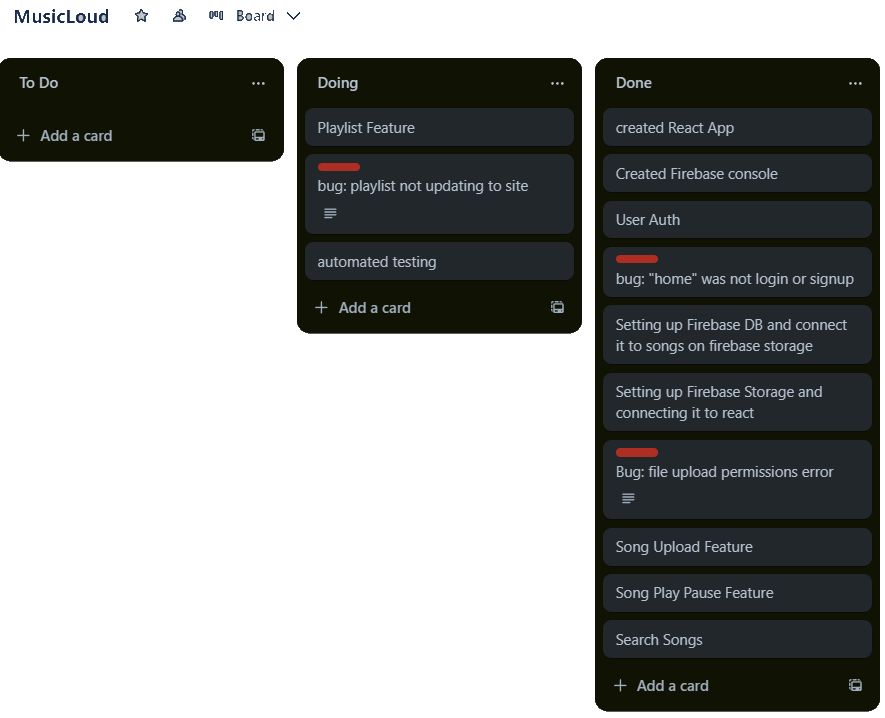 MusicLoud
Board
To Do
Add a card
Doing
Playlist Feature
bug: playlist not updating to site
automated testing
Add a card
Done
created React App
Created Firebase console
User Auth
bug: "home" was not login or signup
Setting up Firebase DB and connect
it to songs on firebase storage
Setting up Firebase Storage and
connecting it to react
Bug: file upload permissions error
Song Upload Feature
Song Play Pause Feature
Search Songs
Add a card